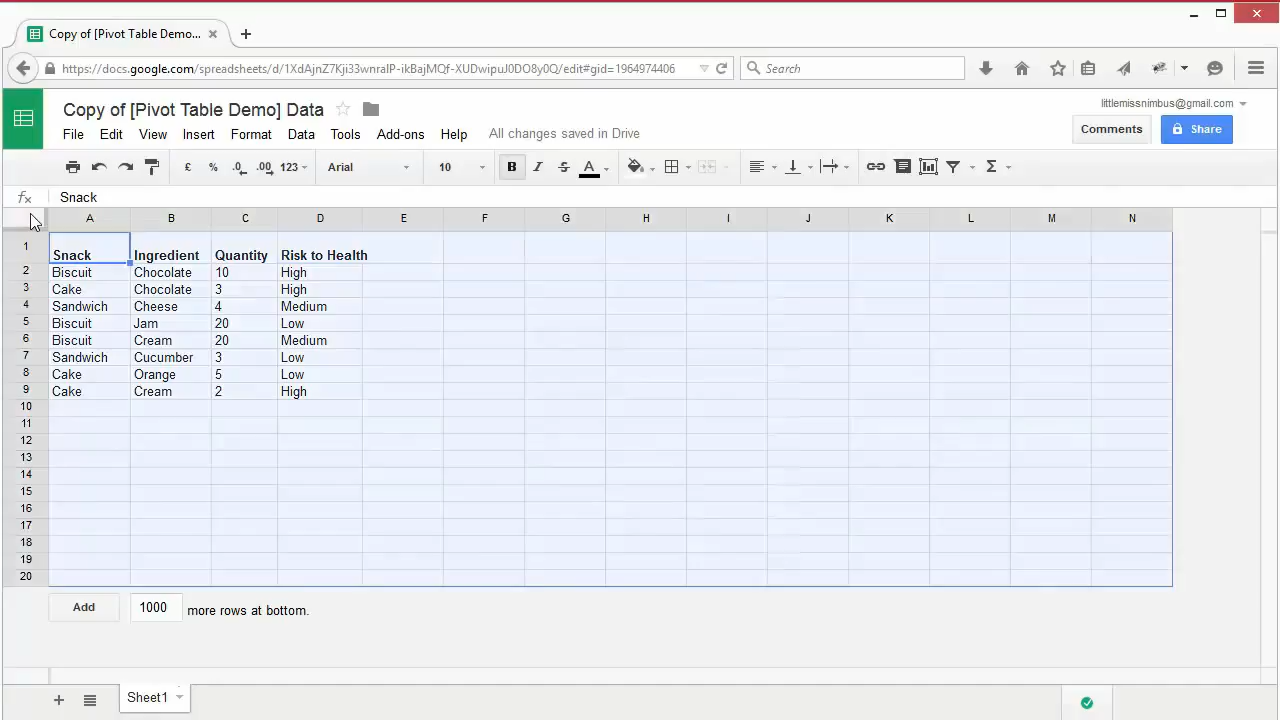 Copy of [Pivot Table Demo...
https://docs.google.com/spreadsheets/d/1XdAjnZ7Kji33wnraIP-ikBajMQf-XUDwipuJ0DO8y0Q/edit#gid=1964974406 Search
Copy of [Pivot Table Demo] Data littlemissnimbus@gmail.com
File Edit View Insert Format Data Tools Add-ons Help All changes saved in Drive Comments Share
£ % .0 .00 123 Arial 10 B I S A Σ
fx Snack
A B C D E F G H I J K L M N
1 Snack Ingredient Quantity Risk to Health
2 Biscuit Chocolate 10 High
3 Cake Chocolate 3 High
4 Sandwich Cheese 4 Medium
5 Biscuit Jam 20 Low
6 Biscuit Cream 20 Medium
7 Sandwich Cucumber 3 Low
8 Cake Orange 5 Low
9 Cake Cream 2 High
10
11
12
13
14
15
16
17
18
19
20
Add 1000 more rows at bottom.
Sheet1